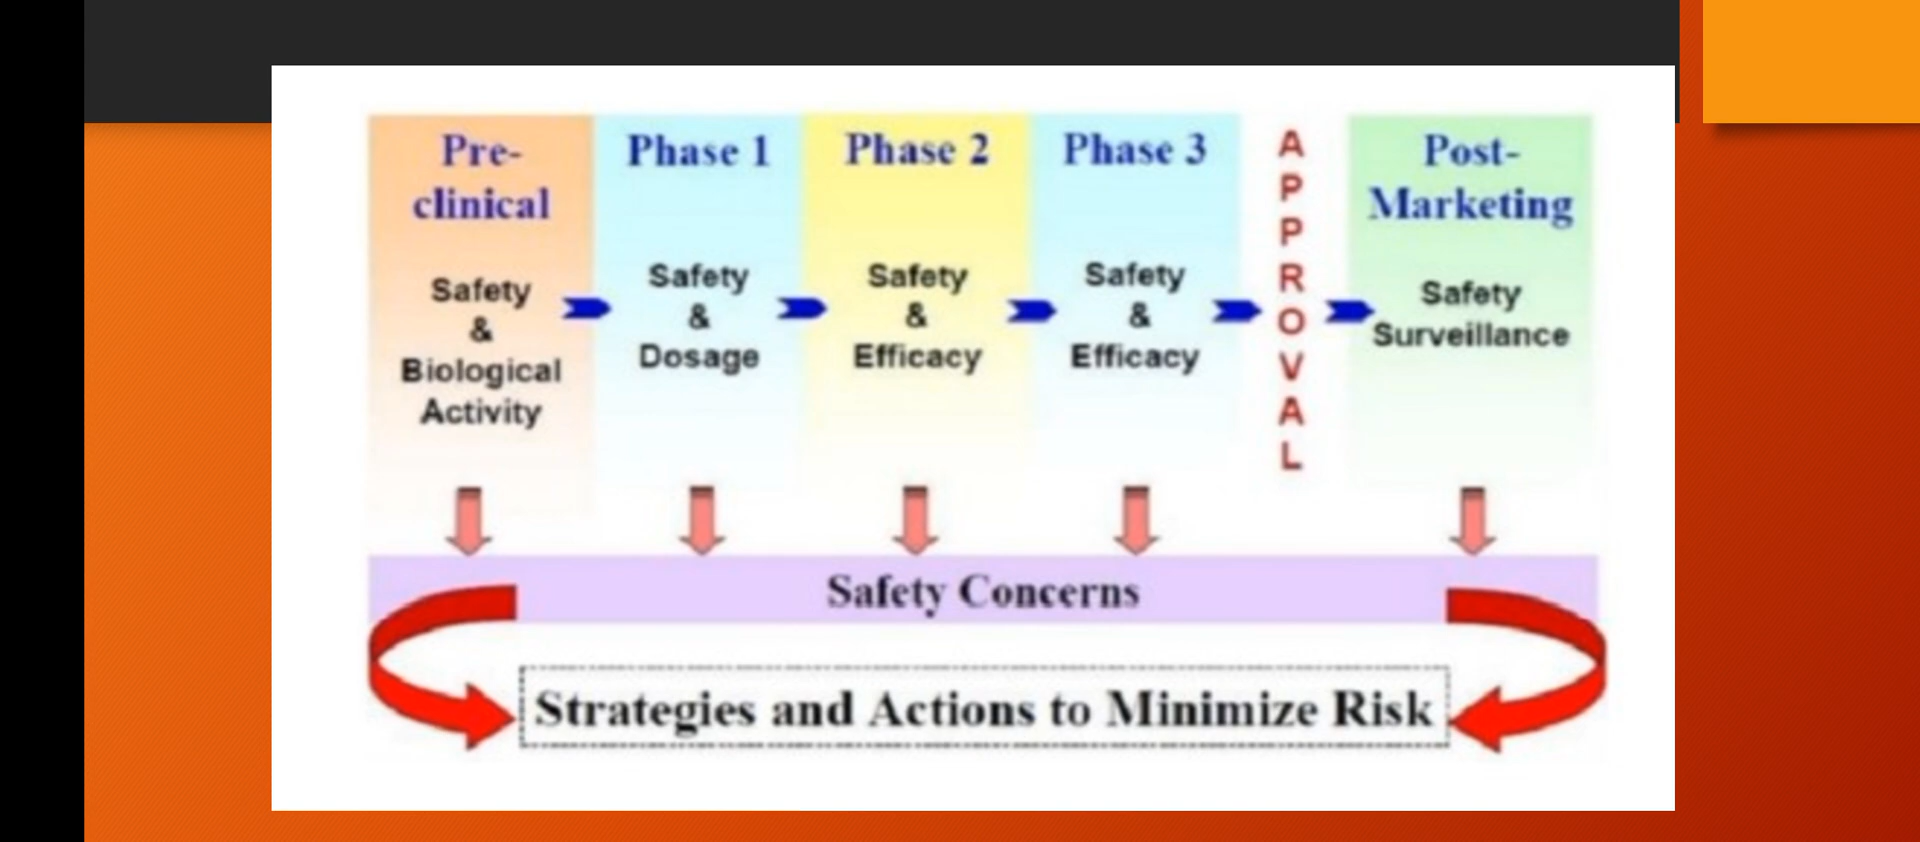 Pre-
clinical
Safety
&
Biological
Activity
Phase 1
Safety
&
Dosage
Phase 2
Safety
&
Efficacy
Phase 3
Safety
&
Efficacy
APPROVAL
Post-
Marketing
Safety
Surveillance
Safety Concerns
Strategies and Actions to Minimize Risk